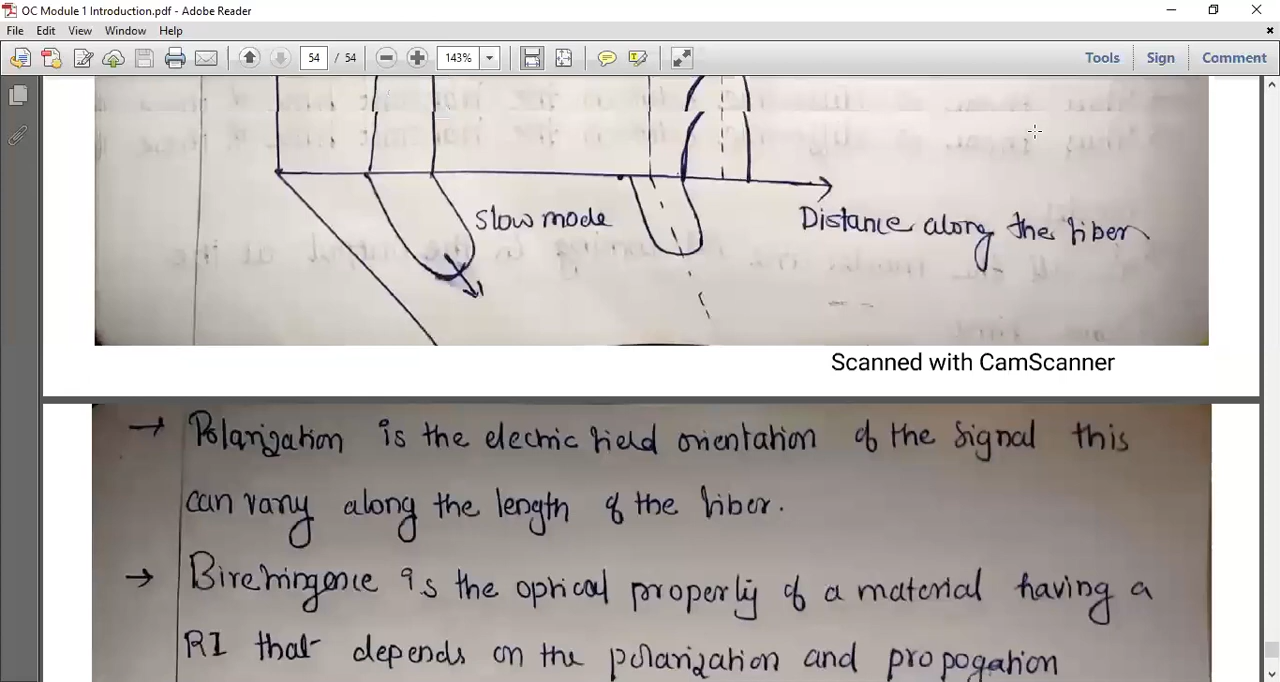 OC Module 1 Introduction.pdf - Adobe Reader
File Edit View Window Help
54 / 54 143% Tools Sign Comment
Slow mode
Distance along the fiber
Scanned with CamScanner
→ Polarization is the electric field orientation of the signal this
can vary along the length of the fiber.
→ Birefringence is the optical property of a material having a
RI that depends on the polarization and propogation